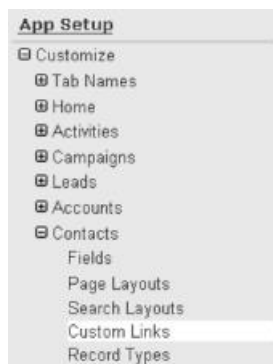 App Setup
Customize
Tab Names
Home
Activities
Campaigns
Leads
Accounts
Contacts
Fields
Page Layouts
Search Layouts
Custom Links
Record Types